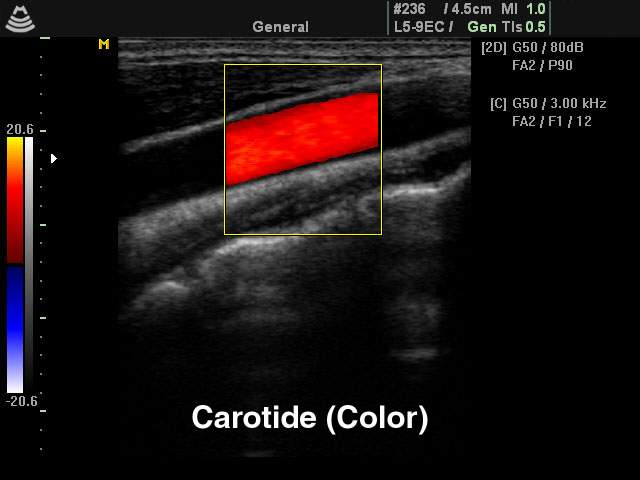 #236 / 4.5cm MI 1.0
General L5-9EC / Gen TIs 0.5
M
[2D] G50 / 80dB
FA2 / P90
[C] G50 / 3.00 kHz
FA2 / F1 / 12
20.6
-20.6
Carotide (Color)